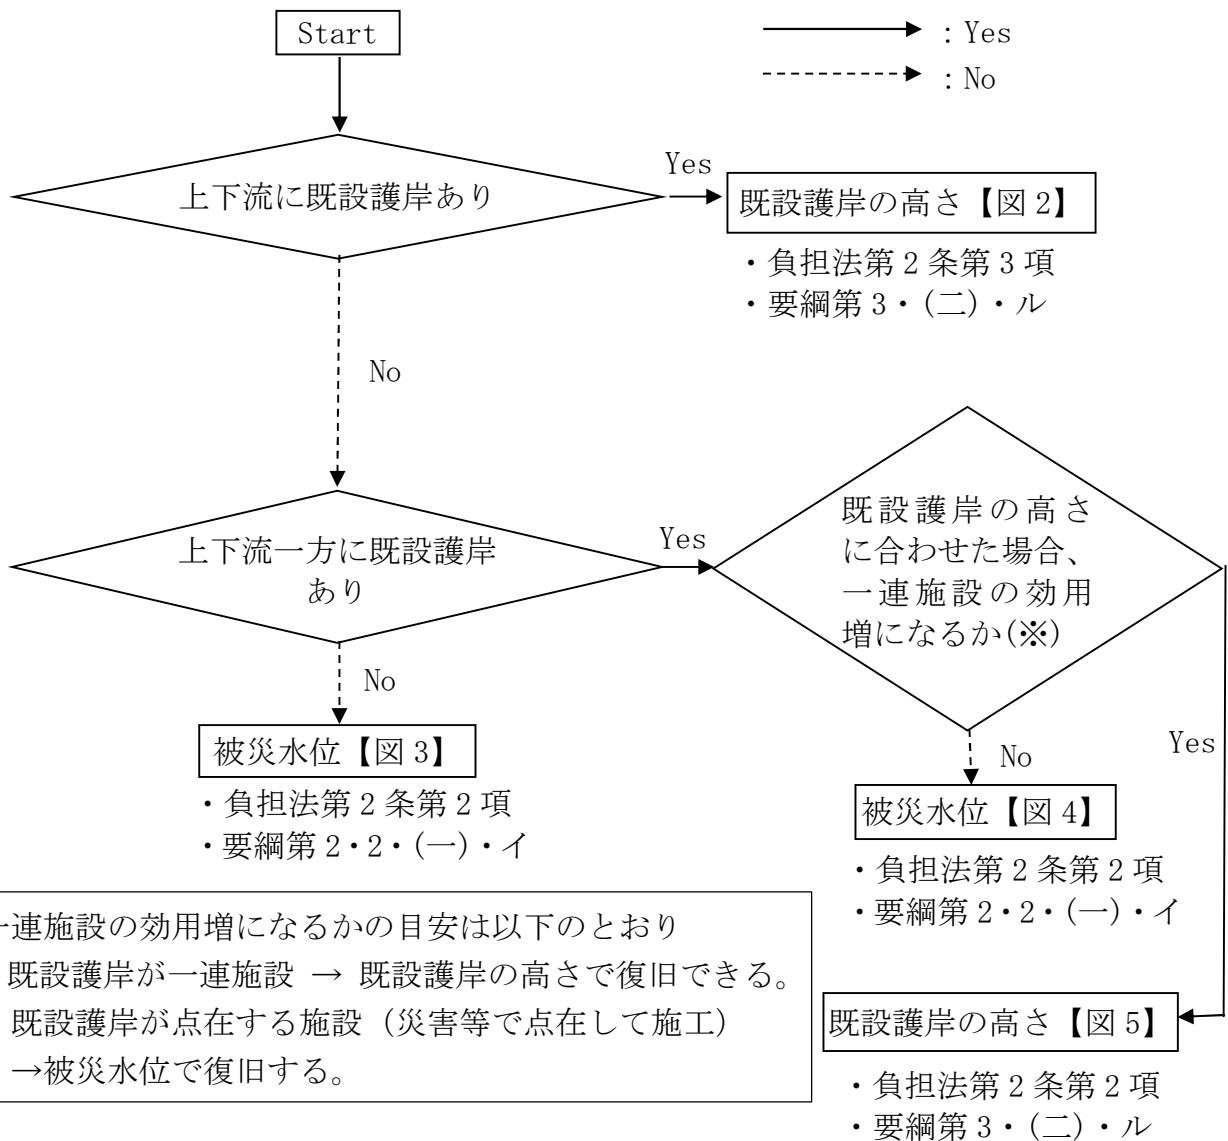 Start
: Yes
: No
上下流に既設護岸あり
Yes
既設護岸の高さ【図 2】
・負担法第 2 条第 3 項
・要綱第 3・(二)・ル
No
上下流一方に既設護岸
あり
Yes
既設護岸の高さ
に合わせた場合、
一連施設の効用
増になるか(※)
No
被災水位【図 3】
・負担法第 2 条第 2 項
・要綱第 2・2・(一)・イ
No
Yes
被災水位【図 4】
・負担法第 2 条第 2 項
・要綱第 2・2・(一)・イ
一連施設の効用増になるかの目安は以下のとおり
既設護岸が一連施設 → 既設護岸の高さで復旧できる。
既設護岸が点在する施設 (災害等で点在して施工)
→被災水位で復旧する。
既設護岸の高さ【図 5】
・負担法第 2 条第 2 項
・要綱第 3・(二)・ル